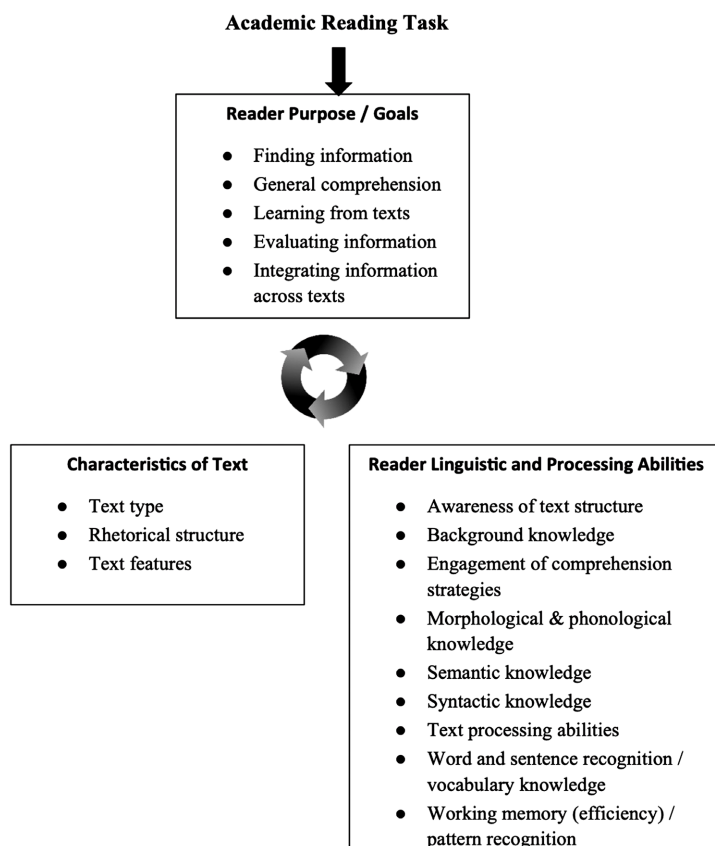 Academic Reading Task
Reader Purpose / Goals
● Finding information
● General comprehension
● Learning from texts
● Evaluating information
● Integrating information
across texts
Characteristics of Text
● Text type
● Rhetorical structure
● Text features
Reader Linguistic and Processing Abilities
● Awareness of text structure
● Background knowledge
● Engagement of comprehension
strategies
● Morphological & phonological
knowledge
● Semantic knowledge
● Syntactic knowledge
● Text processing abilities
● Word and sentence recognition /
vocabulary knowledge
● Working memory (efficiency) /
pattern recognition